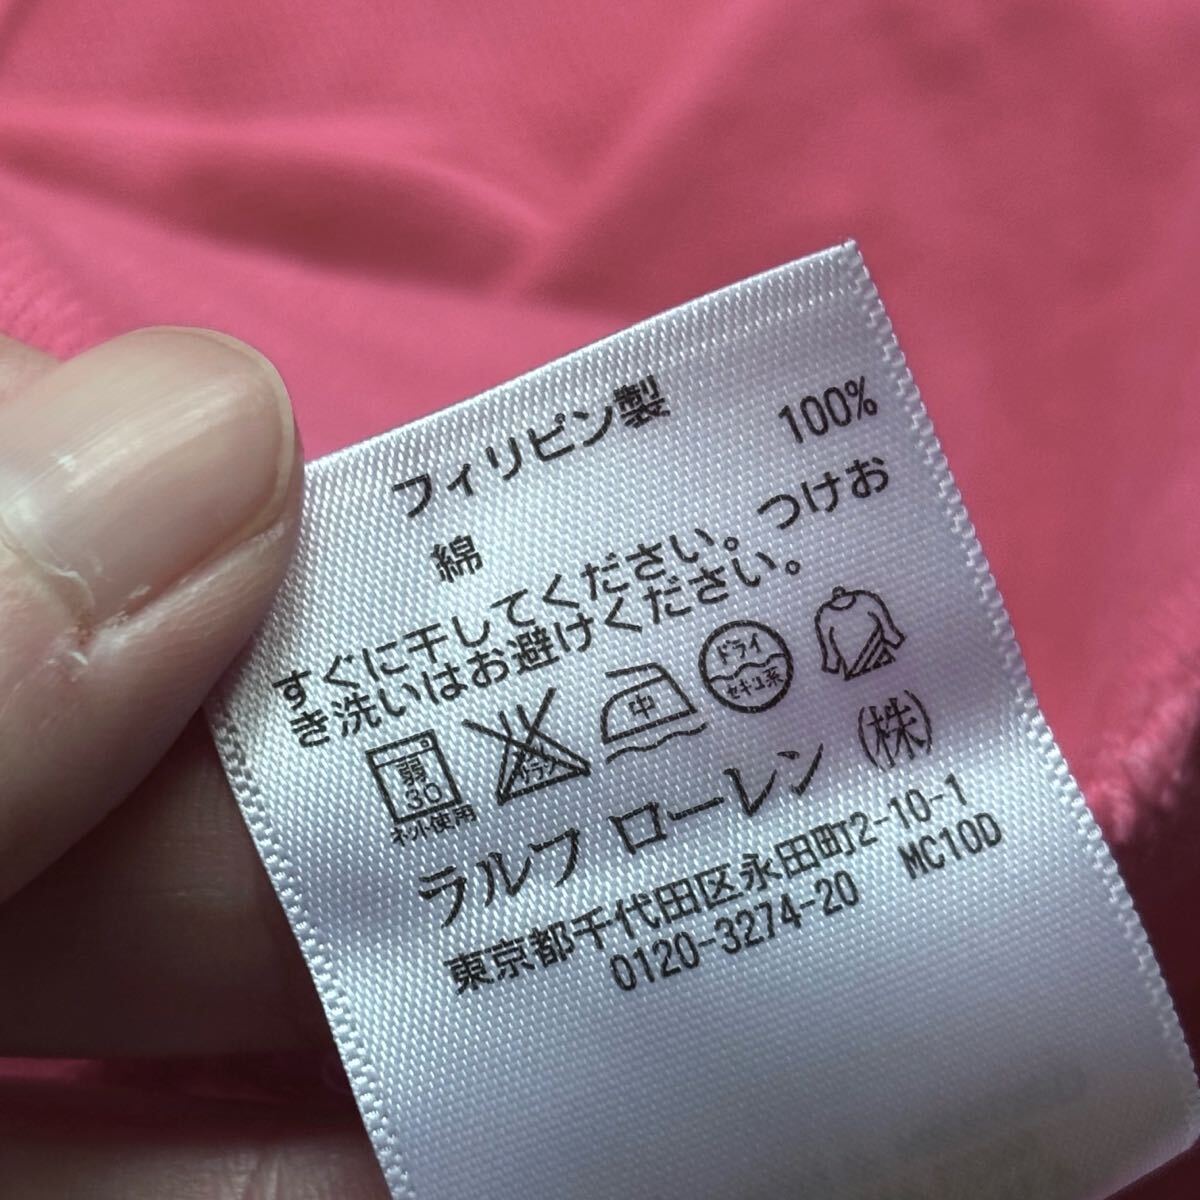 フィリピン製
綿 100%
すぐに干してください。つけお
き洗いはお避けください。
弱
30
ネット使用
中
ドライ
セキユ系
ラルフ ローレン (株)
東京都千代田区永田町2-10-1
0120-3274-20 MC10D